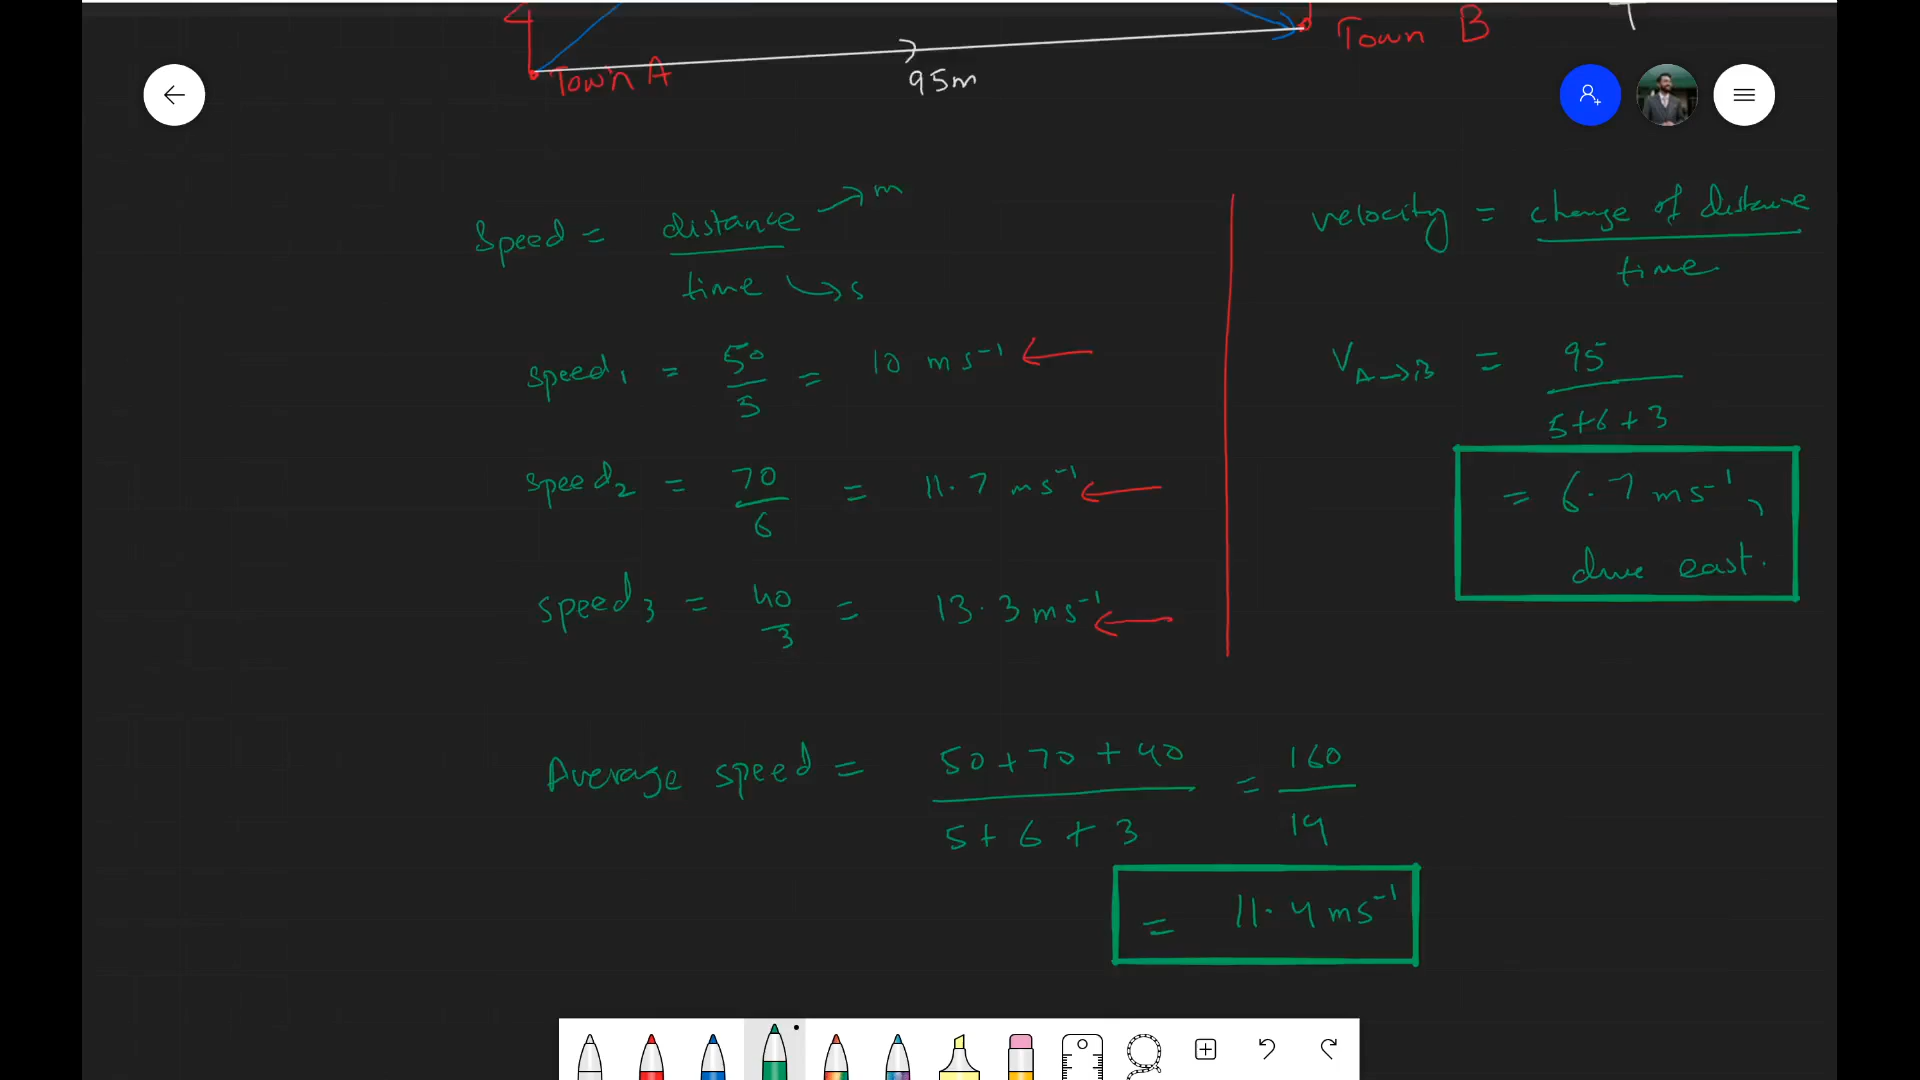 Town B
Town A
95m
Speed = distance → m
time → s
velocity = change of distance
time.
speed₁ = 50/5 = 10 ms⁻¹
V A→B = 95
5+6+3
speed₂ = 70/6 = 11.7 ms⁻¹
= 6.7 ms⁻¹,
due east.
speed₃ = 40/3 = 13.3 ms⁻¹
Average speed = 50+70+40 = 160
5+6+3 14
= 11.4 ms⁻¹